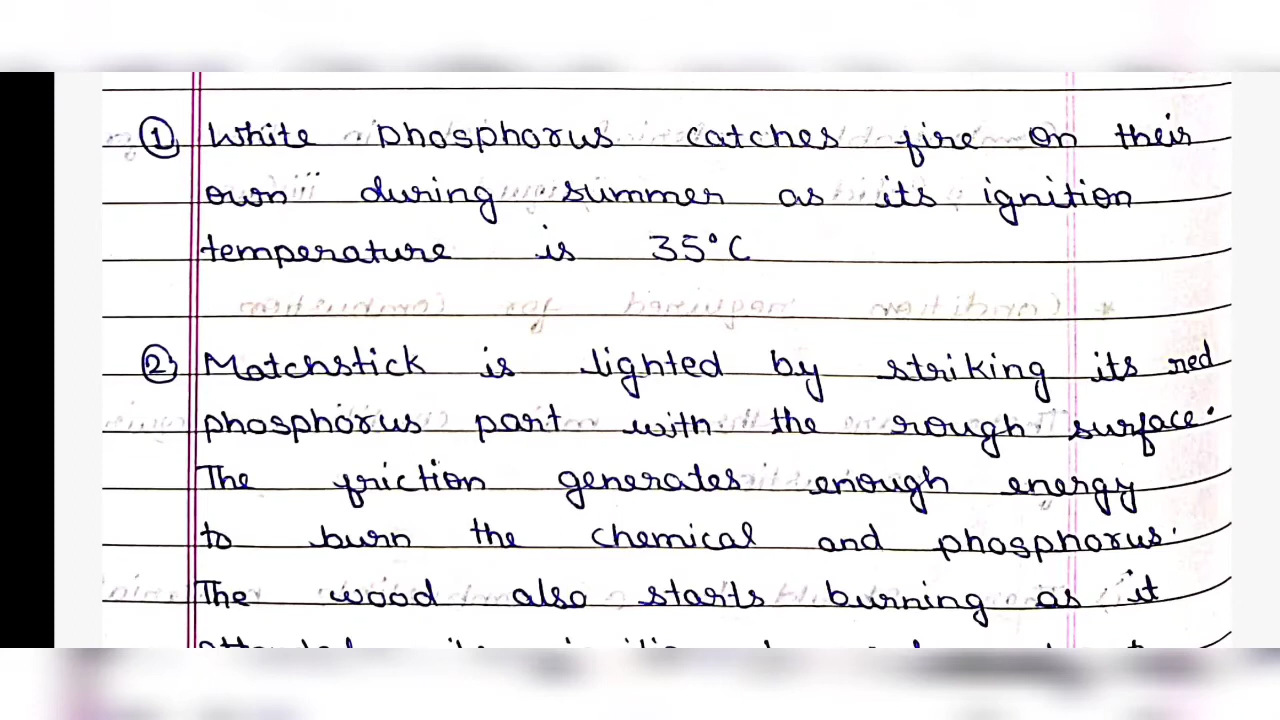 ① White phosphorus catches fire on their
own during summer as its ignition
temperature is 35°C
② Matchstick is lighted by striking its red
phosphorus part with the rough surface.
The friction generates enough energy
to burn the chemical and phosphorus.
The wood also starts burning as it